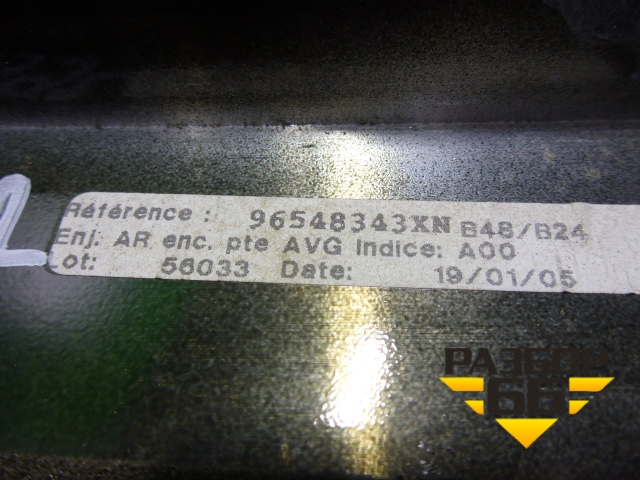 Référence : 96548343XN B48/B24
Enj. AR enc. pte AVG Indice: A00
Lot: 56033 Date: 19/01/05
РАЗБОР
66